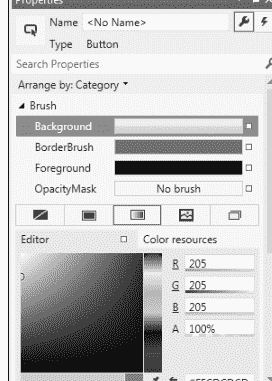 Properties
Name <No Name>
Type Button
Search Properties
Arrange by: Category
Brush
Background
BorderBrush
Foreground
OpacityMask No brush
Editor Color resources
R 205
G 205
B 205
A 100%